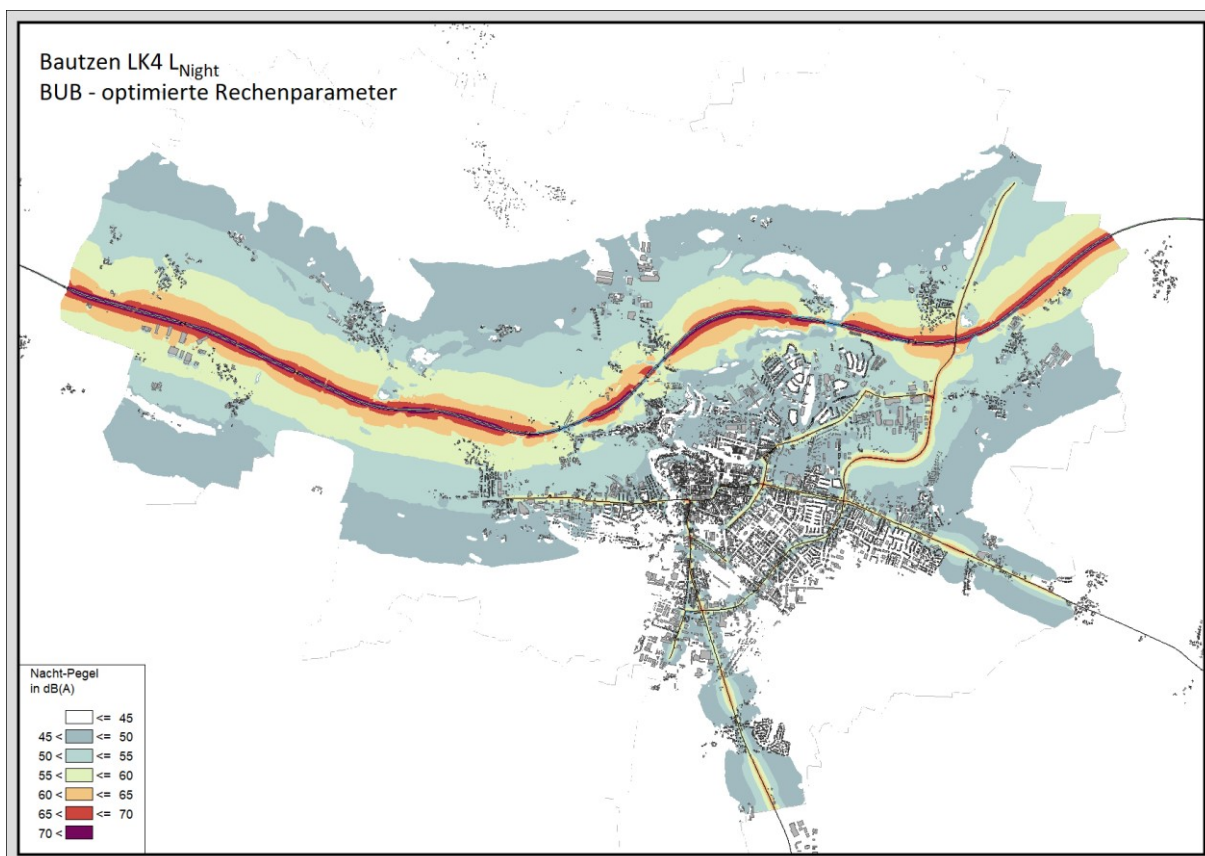 Bautzen LK4 LNight
BUB - optimierte Rechenparameter
Nacht-Pegel
in dB(A)
<= 45
45 < <= 50
50 < <= 55
55 < <= 60
60 < <= 65
65 < <= 70
70 <